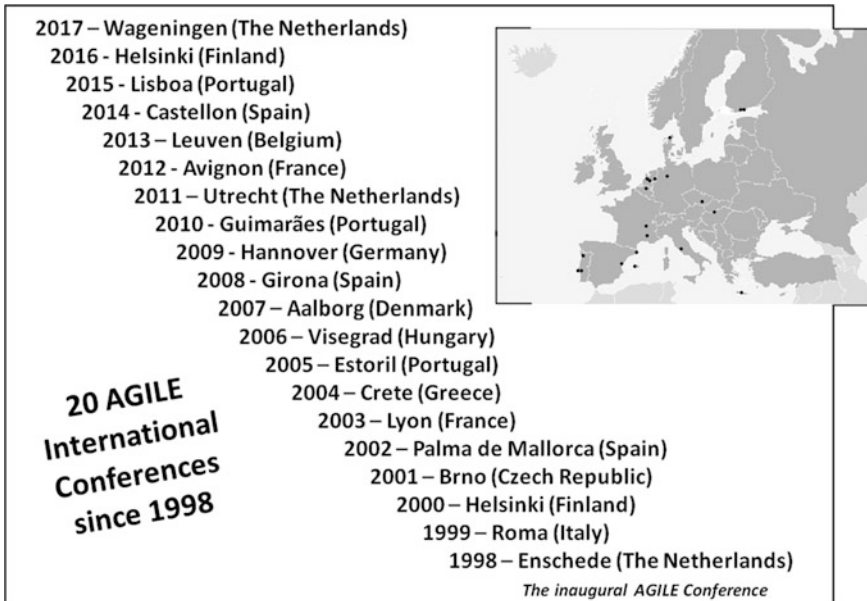 2017 – Wageningen (The Netherlands)
2016 - Helsinki (Finland)
2015 - Lisboa (Portugal)
2014 - Castellon (Spain)
2013 – Leuven (Belgium)
2012 - Avignon (France)
2011 – Utrecht (The Netherlands)
2010 - Guimarães (Portugal)
2009 - Hannover (Germany)
2008 - Girona (Spain)
2007 – Aalborg (Denmark)
2006 – Visegrad (Hungary)
2005 – Estoril (Portugal)
2004 – Crete (Greece)
2003 – Lyon (France)
2002 – Palma de Mallorca (Spain)
2001 – Brno (Czech Republic)
2000 – Helsinki (Finland)
1999 – Roma (Italy)
1998 – Enschede (The Netherlands)
The inaugural AGILE Conference
20 AGILE
International
Conferences
since 1998